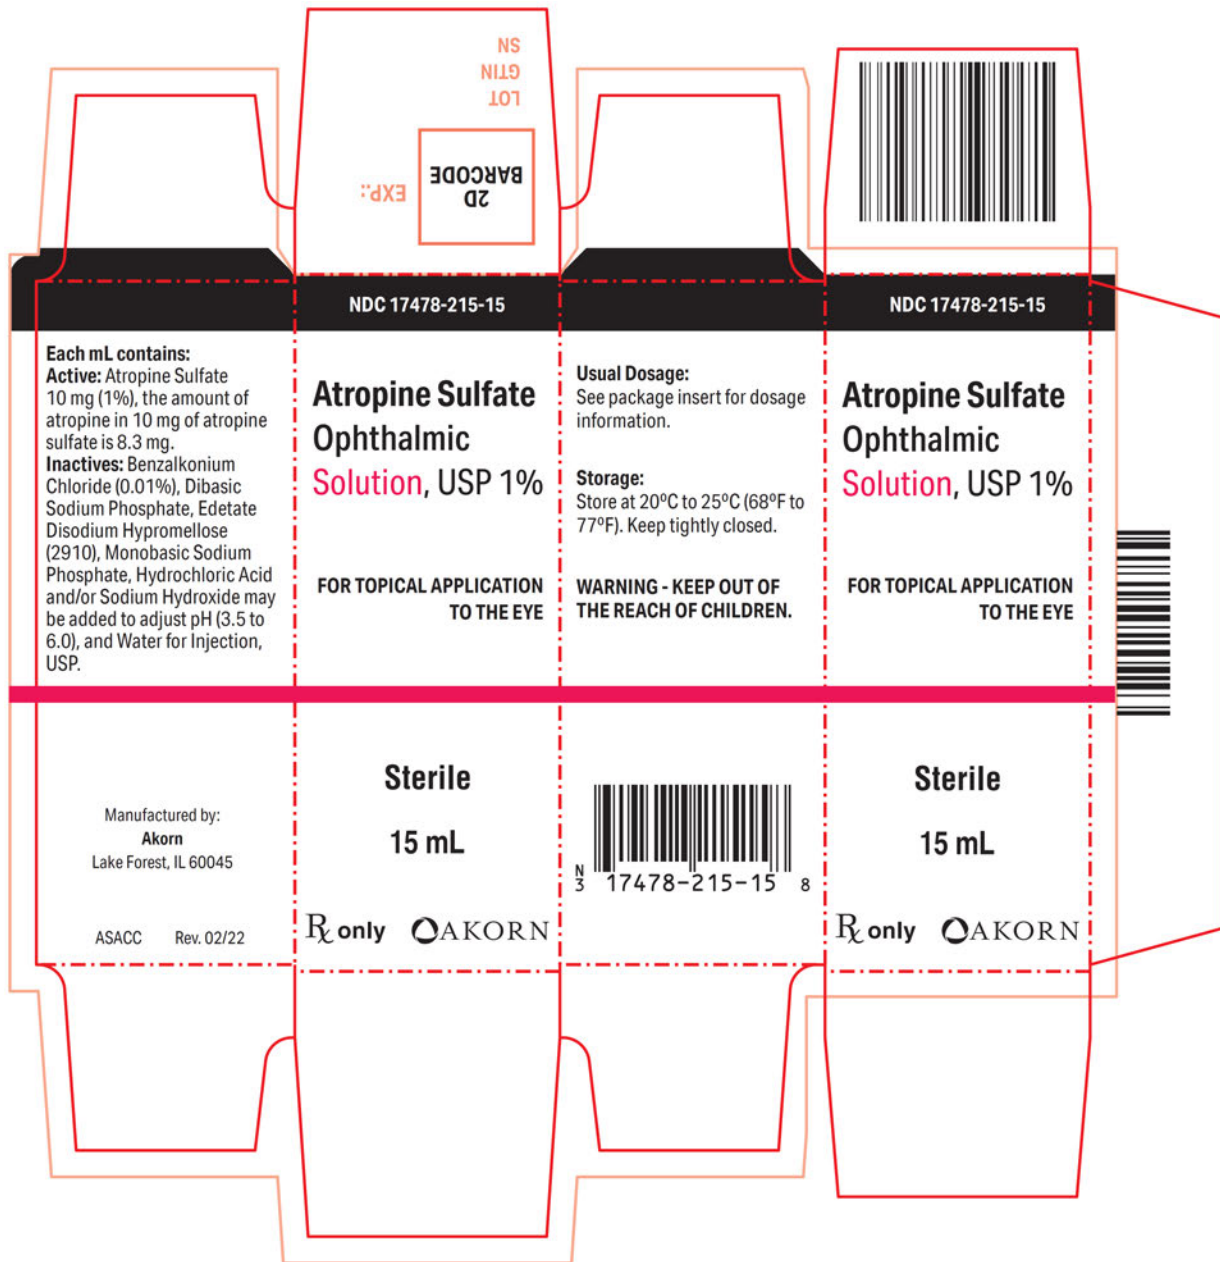 SN
GTIN
LOT
EXP.:
2D
BARCODE
NDC 17478-215-15
NDC 17478-215-15
Each mL contains:
Active: Atropine Sulfate
10 mg (1%), the amount of
atropine in 10 mg of atropine
sulfate is 8.3 mg.
Inactives: Benzalkonium
Chloride (0.01%), Dibasic
Sodium Phosphate, Edetate
Disodium Hypromellose
(2910), Monobasic Sodium
Phosphate, Hydrochloric Acid
and/or Sodium Hydroxide may
be added to adjust pH (3.5 to
6.0), and Water for Injection,
USP.
Manufactured by:
Akorn
Lake Forest, IL 60045
ASACC Rev. 02/22
Atropine Sulfate
Ophthalmic
Solution, USP 1%
FOR TOPICAL APPLICATION
TO THE EYE
Sterile
15 mL
Rx only AKORN
Usual Dosage:
See package insert for dosage
information.
Storage:
Store at 20°C to 25°C (68°F to
77°F). Keep tightly closed.
WARNING - KEEP OUT OF
THE REACH OF CHILDREN.
N
3 17478-215-15 8
Atropine Sulfate
Ophthalmic
Solution, USP 1%
FOR TOPICAL APPLICATION
TO THE EYE
Sterile
15 mL
Rx only AKORN